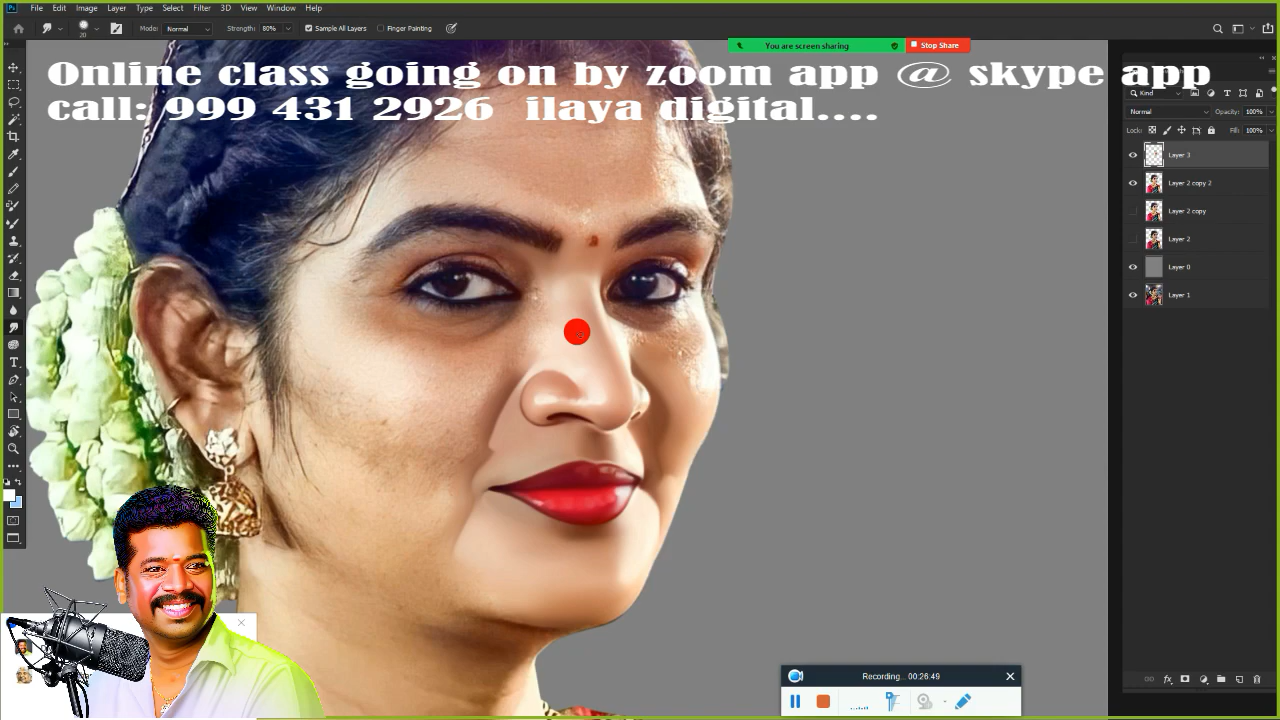 File Edit Image Layer Type Select Filter 3D View Window Help
20 Mode: Normal Strength: 80% Sample All Layers Finger Painting
You are screen sharing Stop Share
Online class going on by zoom app @ skype app
call: 999 431 2926 ilaya digital....
Kind
Normal Opacity: 100%
Lock: Fill: 100%
Layer 3
Layer 2 copy 2
Layer 2 copy
Layer 2
Layer 0
Layer 1
Recording... 00:26:49